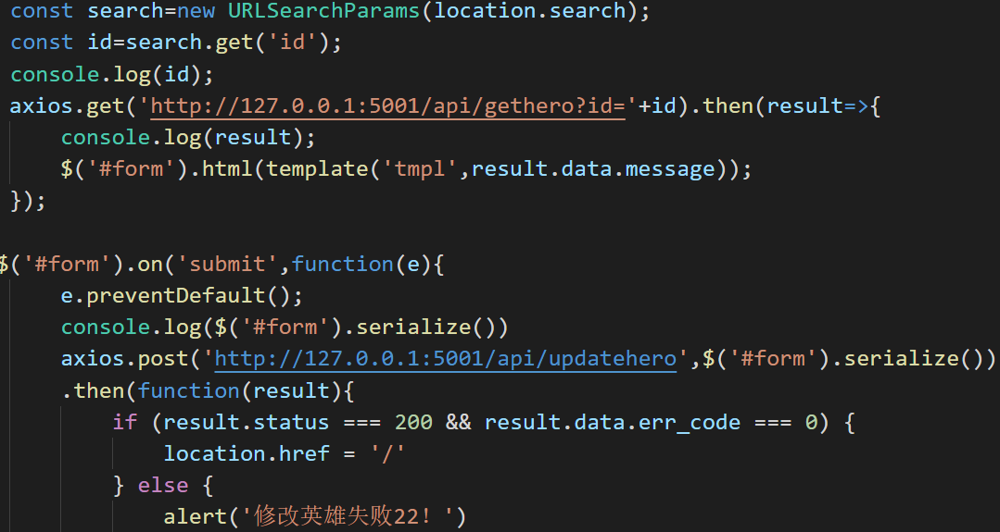 const search=new URLSearchParams(location.search);
const id=search.get('id');
console.log(id);
axios.get('http://127.0.0.1:5001/api/gethero?id='+id).then(result=>{
    console.log(result);
    $('#form').html(template('tmpl',result.data.message));
});
$('#form').on('submit',function(e){
    e.preventDefault();
    console.log($('#form').serialize())
    axios.post('http://127.0.0.1:5001/api/updatehero',$('#form').serialize())
    .then(function(result){
        if (result.status === 200 && result.data.err_code === 0) {
            location.href = '/'
        } else {
            alert('修改英雄失败22！')